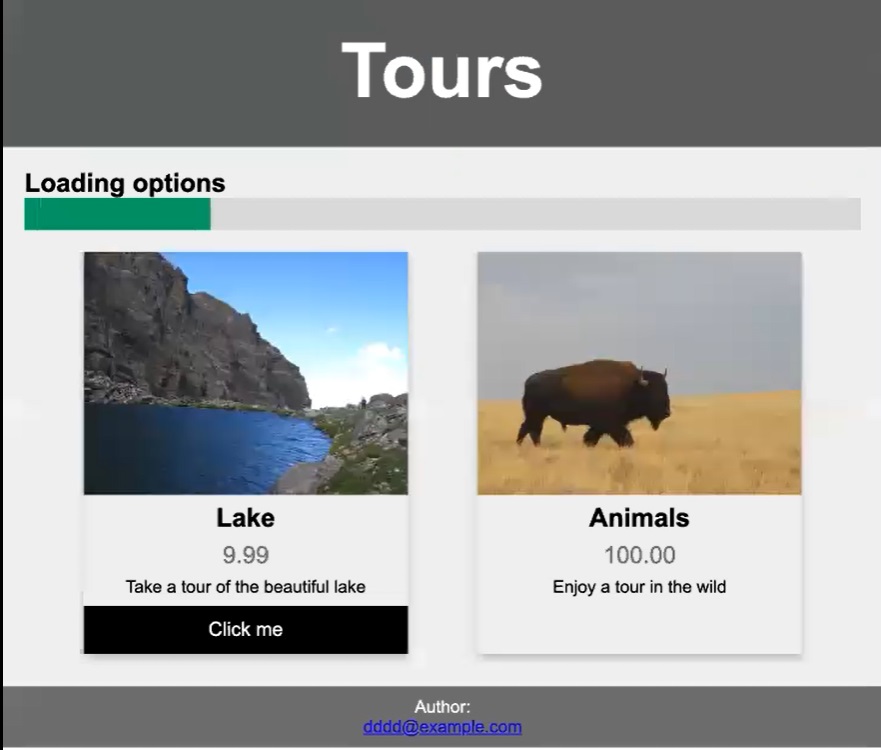 Tours
Loading options
Lake
9.99
Take a tour of the beautiful lake
Click me
Animals
100.00
Enjoy a tour in the wild
Author:
dddd@example.com